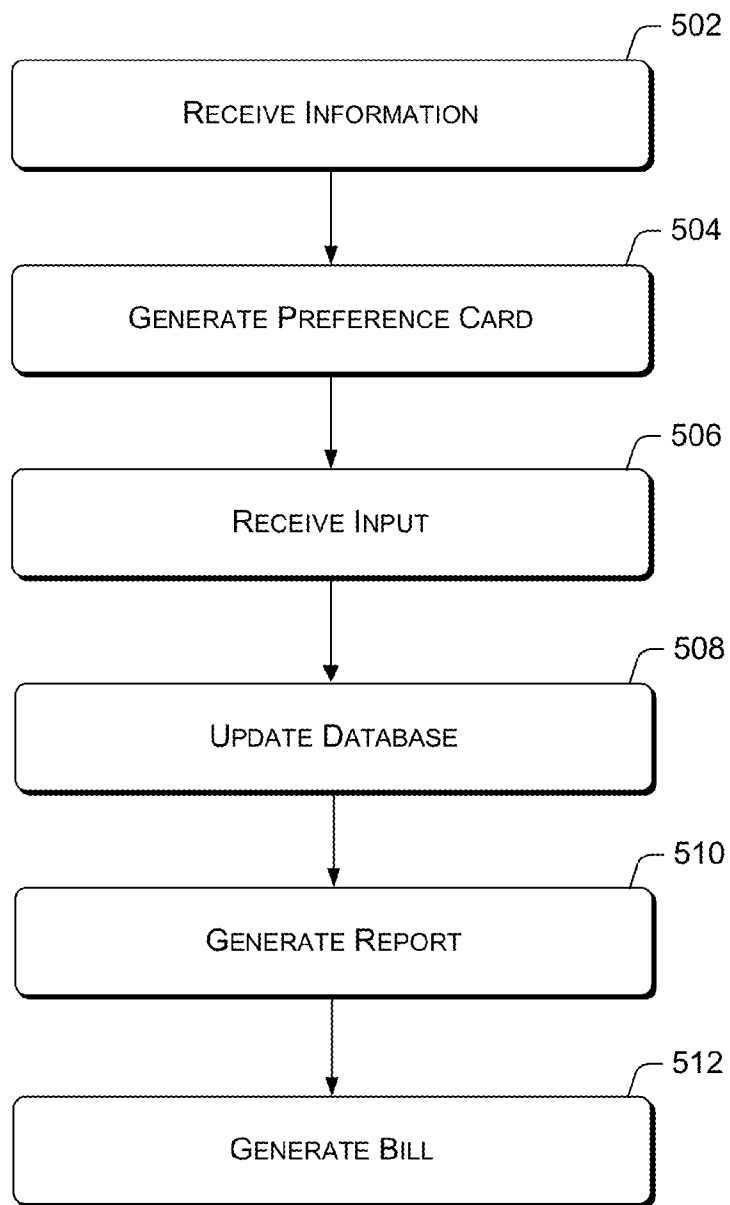 502
RECEIVE INFORMATION
504
GENERATE PREFERENCE CARD
506
RECEIVE INPUT
508
UPDATE DATABASE
510
GENERATE REPORT
512
GENERATE BILL